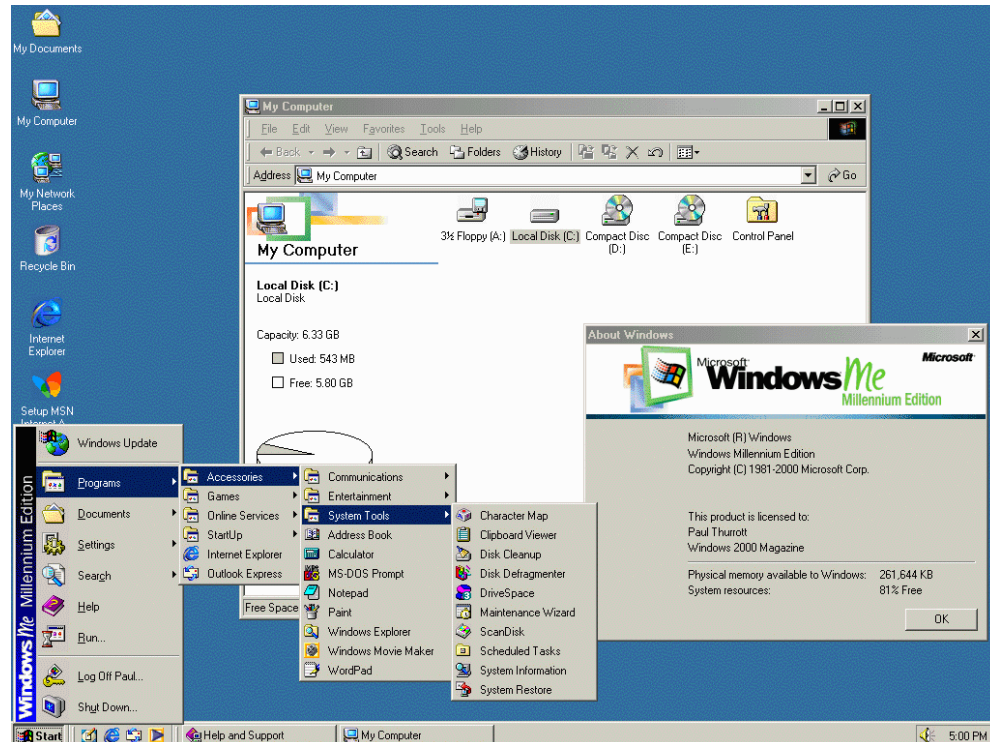 My Documents
My Computer
My Network
Places
Recycle Bin
Internet
Explorer
Setup MSN
My Computer
File Edit View Favorites Tools Help
Back Search Folders History
Address My Computer Go
My Computer
3½ Floppy (A:) Local Disk (C:) Compact Disc (D:) Compact Disc (E:) Control Panel
Local Disk (C:)
Local Disk
Capacity: 6.33 GB
Used: 543 MB
Free: 5.80 GB
Free Space
About Windows
Microsoft Windows Me
Millennium Edition
Microsoft
Microsoft (R) Windows
Windows Millennium Edition
Copyright (C) 1981-2000 Microsoft Corp.
This product is licensed to:
Paul Thurrott
Windows 2000 Magazine
Physical memory available to Windows: 261,644 KB
System resources: 81% Free
OK
Windows Me Millennium Edition
Windows Update
Programs
Documents
Settings
Search
Help
Run...
Log Off Paul...
Shut Down...
Accessories
Games
Online Services
StartUp
Internet Explorer
Outlook Express
Communications
Entertainment
System Tools
Address Book
Calculator
MS-DOS Prompt
Notepad
Paint
Windows Explorer
Windows Movie Maker
WordPad
Character Map
Clipboard Viewer
Disk Cleanup
Disk Defragmenter
DriveSpace
Maintenance Wizard
ScanDisk
Scheduled Tasks
System Information
System Restore
Start Help and Support My Computer 5:00 PM